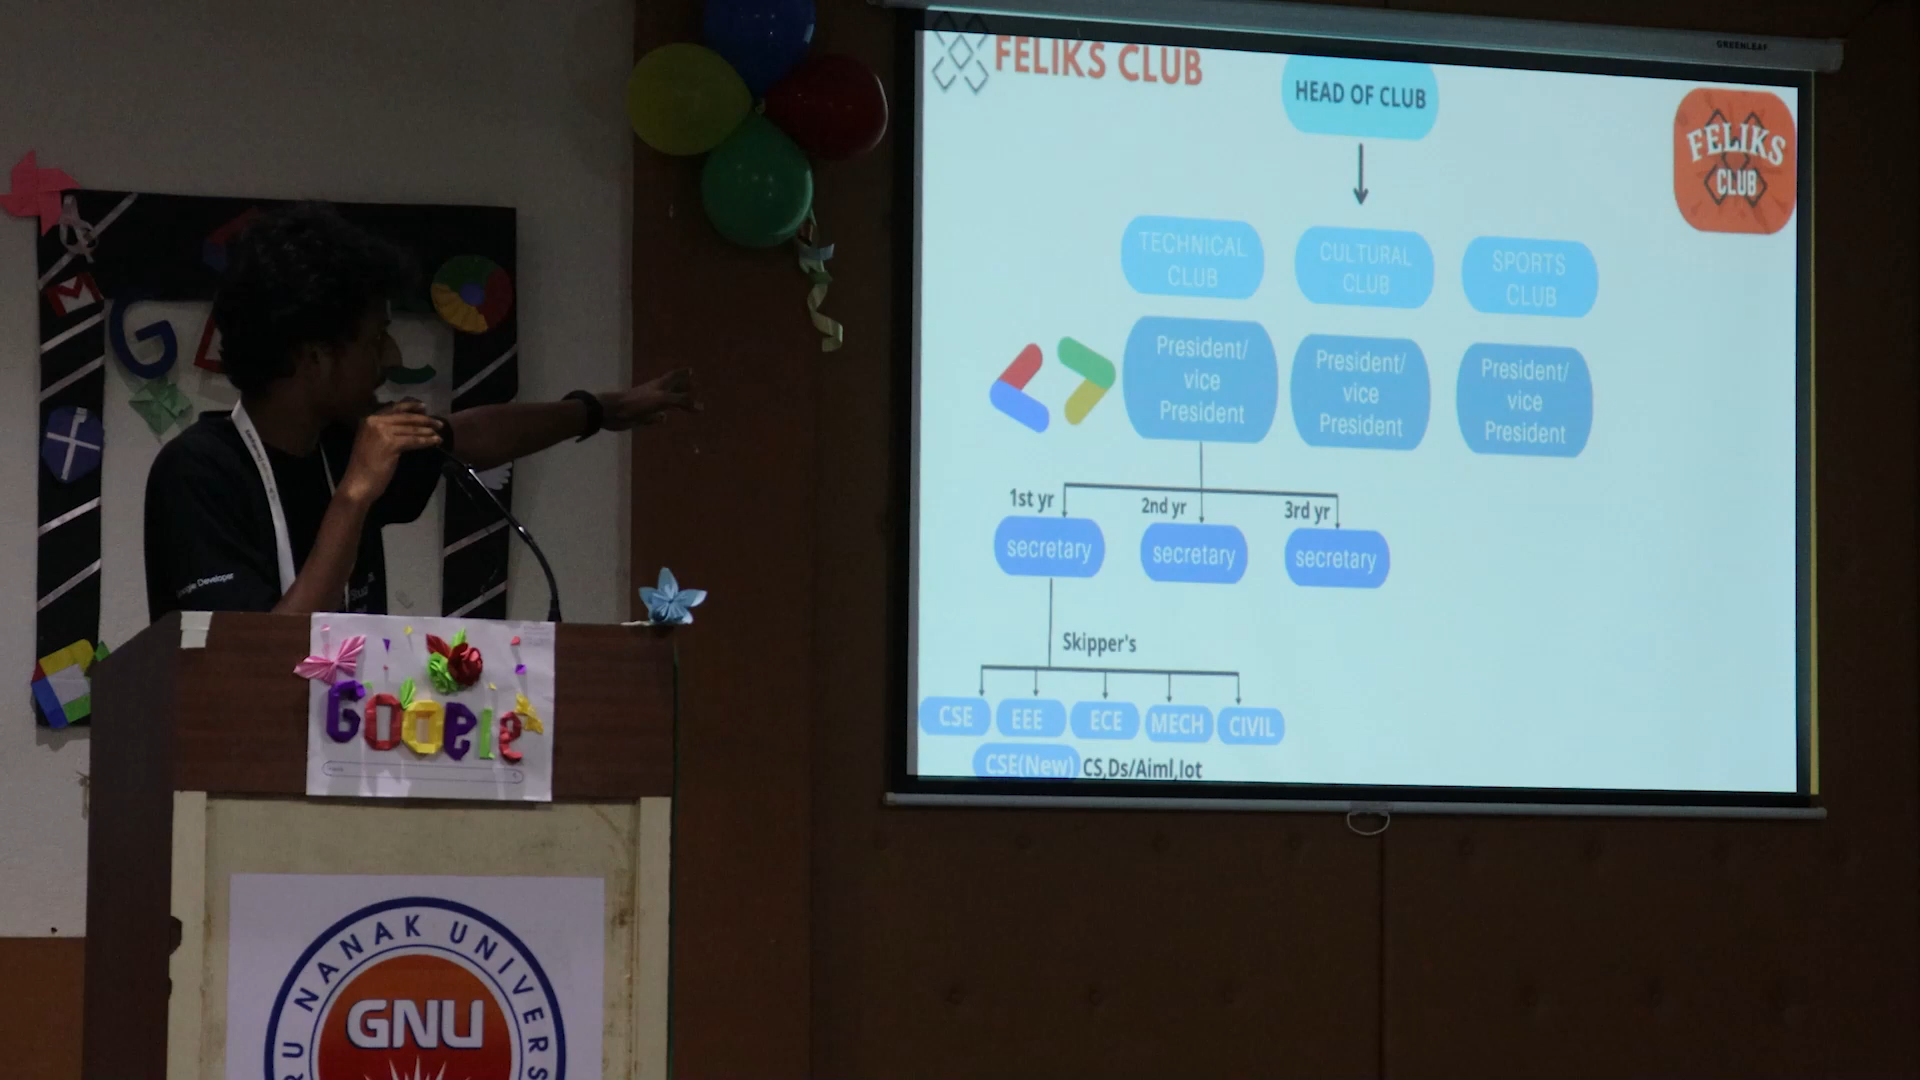 GREENLEAF
FELIKS CLUB
HEAD OF CLUB
FELIKS
CLUB
TECHNICAL
CLUB
CULTURAL
CLUB
SPORTS
CLUB
President/
vice
President
President/
vice
President
President/
vice
President
1st yr
2nd yr
3rd yr
secretary
secretary
secretary
Skipper's
CSE
EEE
ECE
MECH
CIVIL
CSE(New)
CS,Ds/Aiml,Iot
G
Google
GNU
NANAK